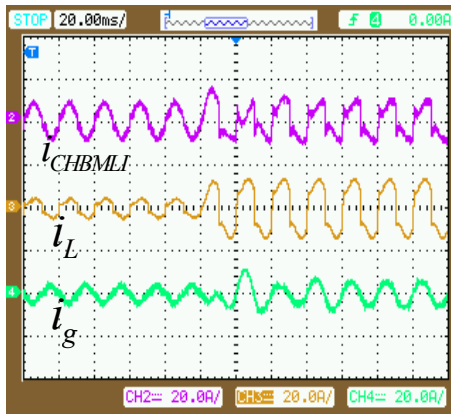 STOP 20.00ms/ f 4 0.00A
T
2
i_CHBMLI
3
i_L
4
i_g
CH2 20.0A/ CH3 20.0A/ CH4 20.0A/